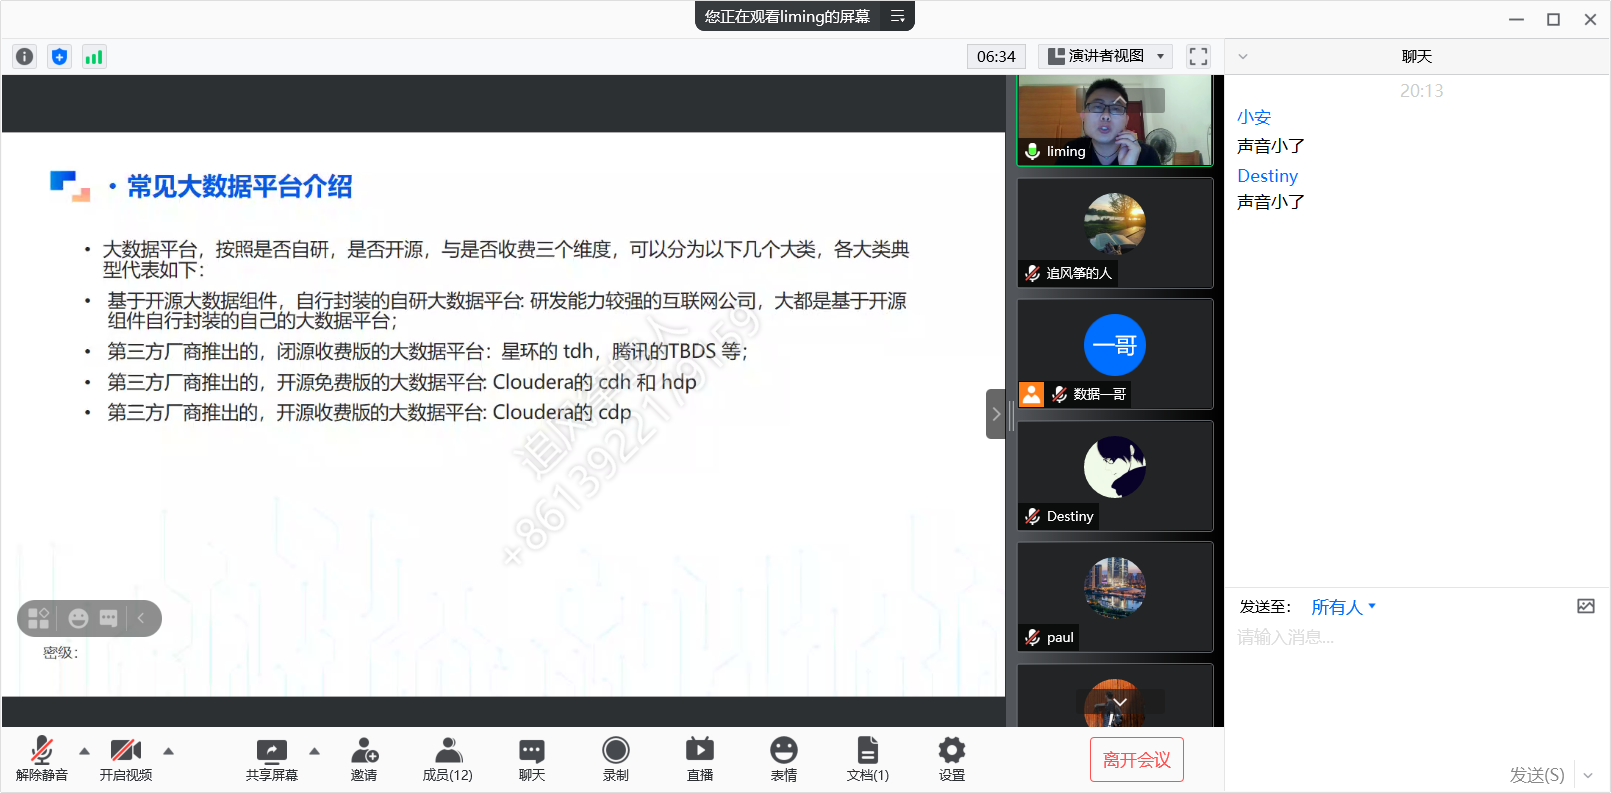 您正在观看liming的屏幕
06:34
演讲者视图
聊天
20:13
小安
声音小了
Destiny
声音小了
常见大数据平台介绍
• 大数据平台，按照是否自研，是否开源，与是否收费三个维度，可以分为以下几个大类，各大类典
型代表如下：
• 基于开源大数据组件，自行封装的自研大数据平台: 研发能力较强的互联网公司，大都是基于开源
组件自行封装的自己的大数据平台；
• 第三方厂商推出的，闭源收费版的大数据平台：星环的 tdh，腾讯的TBDS 等；
• 第三方厂商推出的，开源免费版的大数据平台: Cloudera的 cdh 和 hdp
• 第三方厂商推出的，开源收费版的大数据平台: Cloudera的 cdp
追风筝的人
+8613922179159
密级：
liming
追风筝的人
一哥
数据一哥
Destiny
paul
发送至：
所有人
请输入消息...
发送(S)
解除静音
开启视频
共享屏幕
邀请
成员(12)
聊天
录制
直播
表情
文档(1)
设置
离开会议